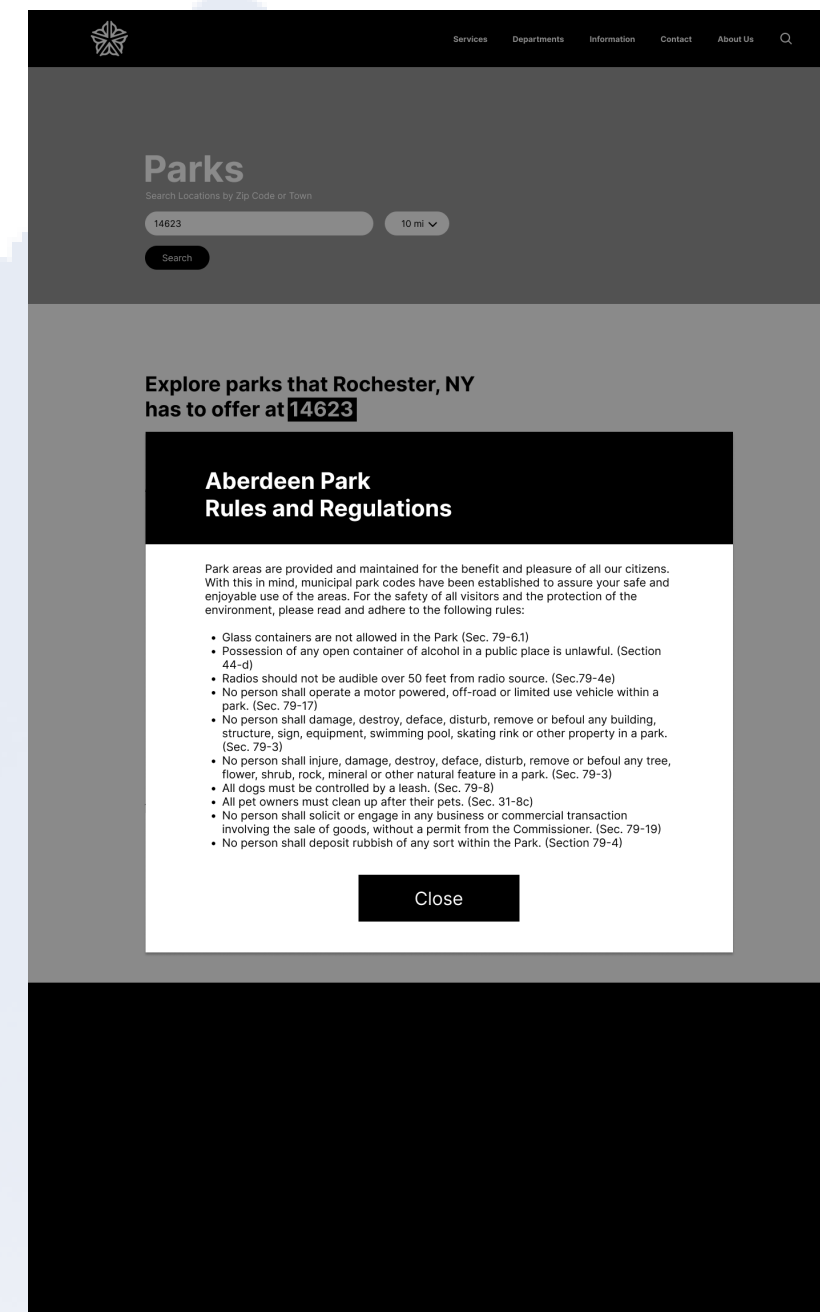 Services Departments Information Contact About Us
Parks
Search Locations by Zip Code or Town
14623 10 mi
Search
Explore parks that Rochester, NY
has to offer at 14623
Aberdeen Park
Rules and Regulations
Park areas are provided and maintained for the benefit and pleasure of all our citizens.
With this in mind, municipal park codes have been established to assure your safe and
enjoyable use of the areas. For the safety of all visitors and the protection of the
environment, please read and adhere to the following rules:
• Glass containers are not allowed in the Park (Sec. 79-6.1)
• Possession of any open container of alcohol in a public place is unlawful. (Section
44-d)
• Radios should not be audible over 50 feet from radio source. (Sec.79-4e)
• No person shall operate a motor powered, off-road or limited use vehicle within a
park. (Sec. 79-17)
• No person shall damage, destroy, deface, disturb, remove or befoul any building,
structure, sign, equipment, swimming pool, skating rink or other property in a park.
(Sec. 79-3)
• No person shall injure, damage, destroy, deface, disturb, remove or befoul any tree,
flower, shrub, rock, mineral or other natural feature in a park. (Sec. 79-3)
• All dogs must be controlled by a leash. (Sec. 79-8)
• All pet owners must clean up after their pets. (Sec. 31-8c)
• No person shall solicit or engage in any business or commercial transaction
involving the sale of goods, without a permit from the Commissioner. (Sec. 79-19)
• No person shall deposit rubbish of any sort within the Park. (Section 79-4)
Close